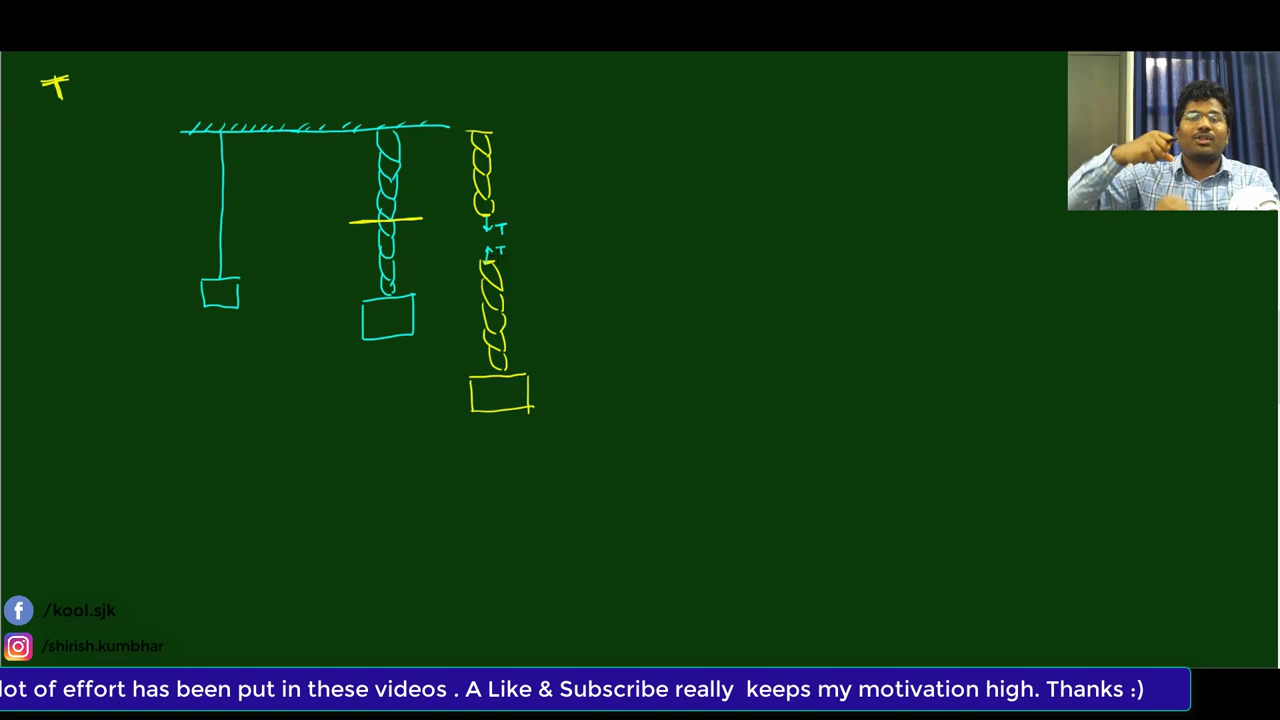 T
T
T
/kool.sjk
/shirish.kumbhar
lot of effort has been put in these videos . A Like & Subscribe really keeps my motivation high. Thanks :)